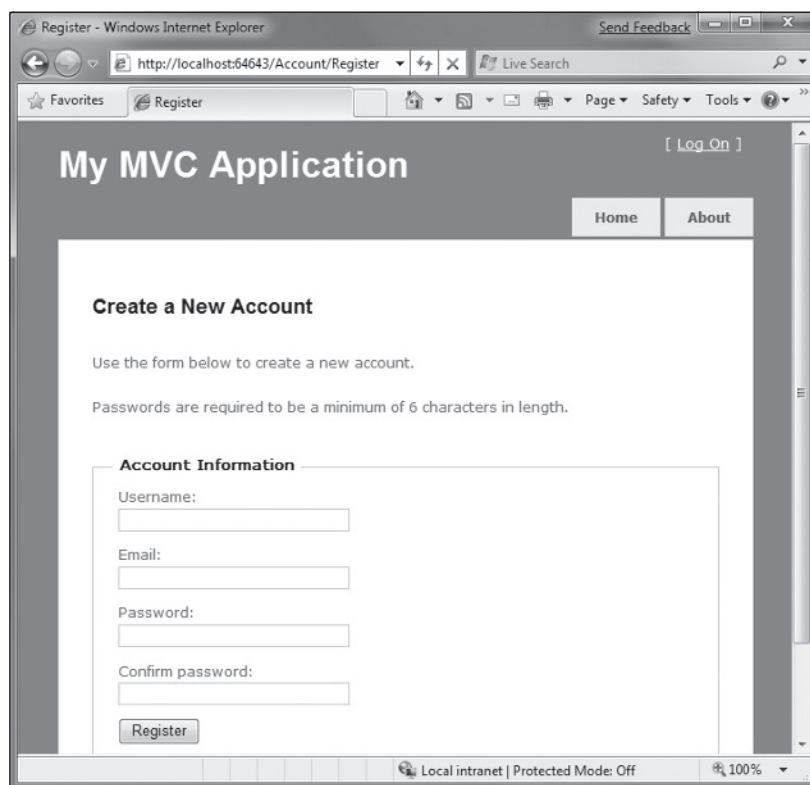 Register - Windows Internet Explorer
Send Feedback
http://localhost:64643/Account/Register
Live Search
Favorites
Register
Page
Safety
Tools
[ Log On ]
My MVC Application
Home
About
Create a New Account
Use the form below to create a new account.
Passwords are required to be a minimum of 6 characters in length.
Account Information
Username:
Email:
Password:
Confirm password:
Register
Local intranet | Protected Mode: Off
100%